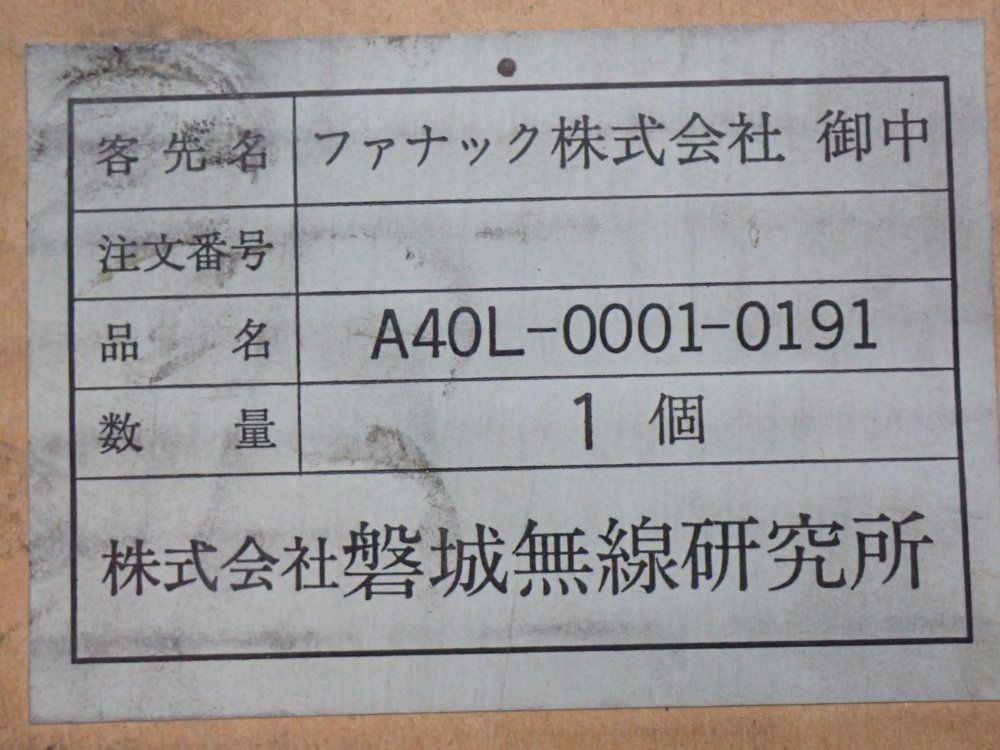 客先名 ファナック株式会社 御中
注文番号
品名 A40L-0001-0191
数量 1個
株式会社磐城無線研究所